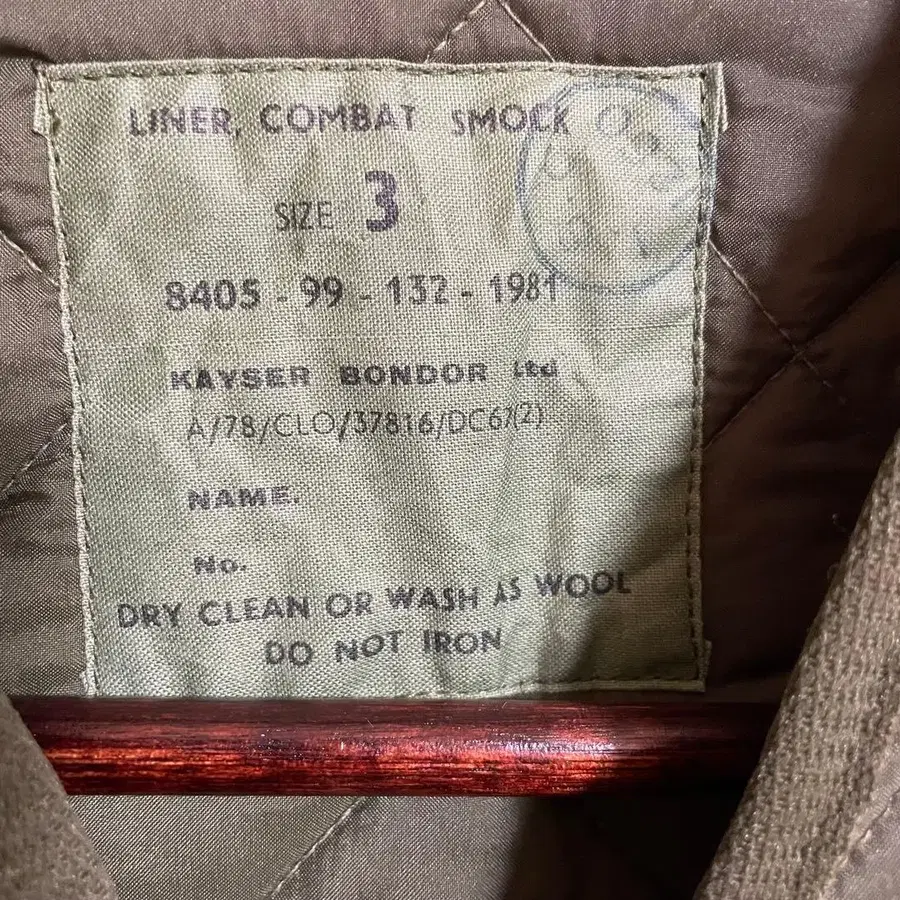 LINER, COMBAT SMOCK
SIZE 3
8405 - 99 - 132 - 1981
KAYSER BONDOR Ltd
A/78/CLO/37816/DC67(2)
NAME.
No.
DRY CLEAN OR WASH AS WOOL
DO NOT IRON